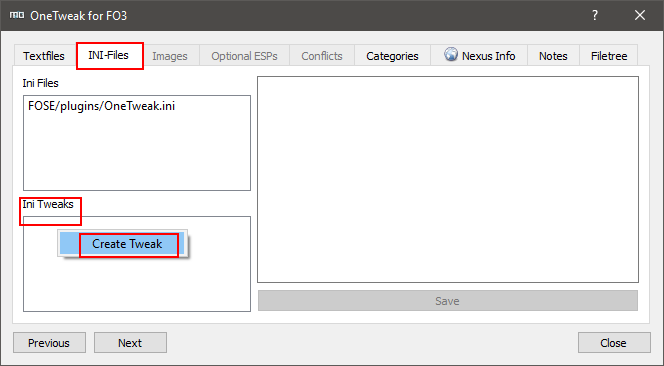 OneTweak for FO3
Textfiles INI-Files Images Optional ESPs Conflicts Categories Nexus Info Notes Filetree
Ini Files
FOSE/plugins/OneTweak.ini
Ini Tweaks
Create Tweak
Save
Previous Next Close